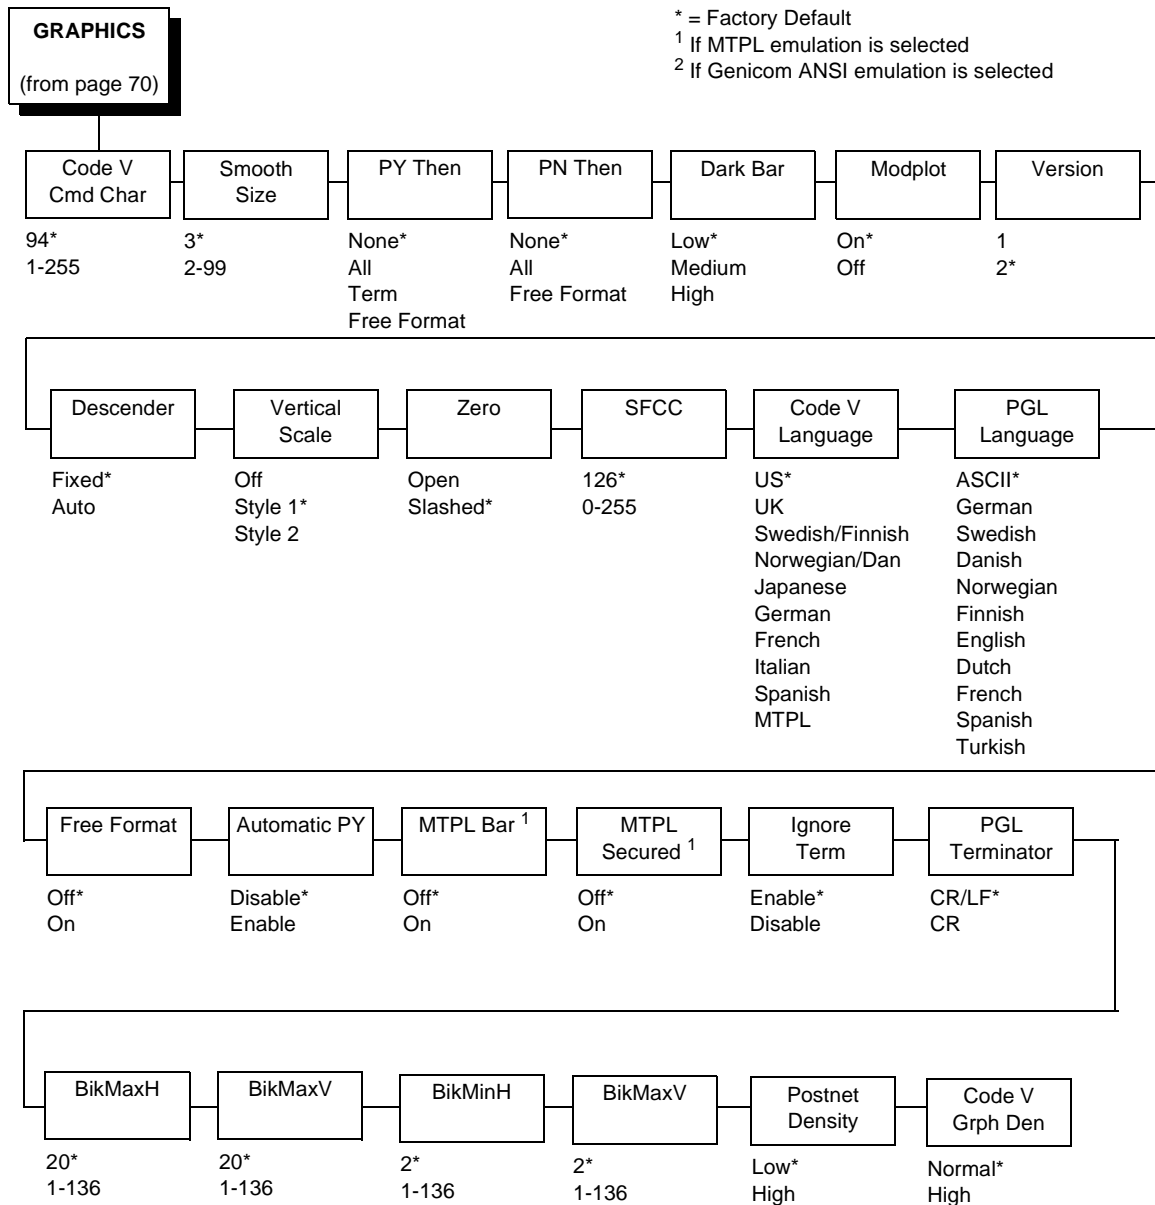 GRAPHICS
(from page 70)
* = Factory Default
1 If MTPL emulation is selected
2 If Genicom ANSI emulation is selected
Code V
Cmd Char
94*
1-255
Smooth
Size
3*
2-99
PY Then
None*
All
Term
Free Format
PN Then
None*
All
Free Format
Dark Bar
Low*
Medium
High
Modplot
On*
Off
Version
1
2*
Descender
Fixed*
Auto
Vertical
Scale
Off
Style 1*
Style 2
Zero
Open
Slashed*
SFCC
126*
0-255
Code V
Language
US*
UK
Swedish/Finnish
Norwegian/Dan
Japanese
German
French
Italian
Spanish
MTPL
PGL
Language
ASCII*
German
Swedish
Danish
Norwegian
Finnish
English
Dutch
French
Spanish
Turkish
Free Format
Off*
On
Automatic PY
Disable*
Enable
MTPL Bar 1
Off*
On
MTPL
Secured 1
Off*
On
Ignore
Term
Enable*
Disable
PGL
Terminator
CR/LF*
CR
BikMaxH
20*
1-136
BikMaxV
20*
1-136
BikMinH
2*
1-136
BikMaxV
2*
1-136
Postnet
Density
Low*
High
Code V
Grph Den
Normal*
High